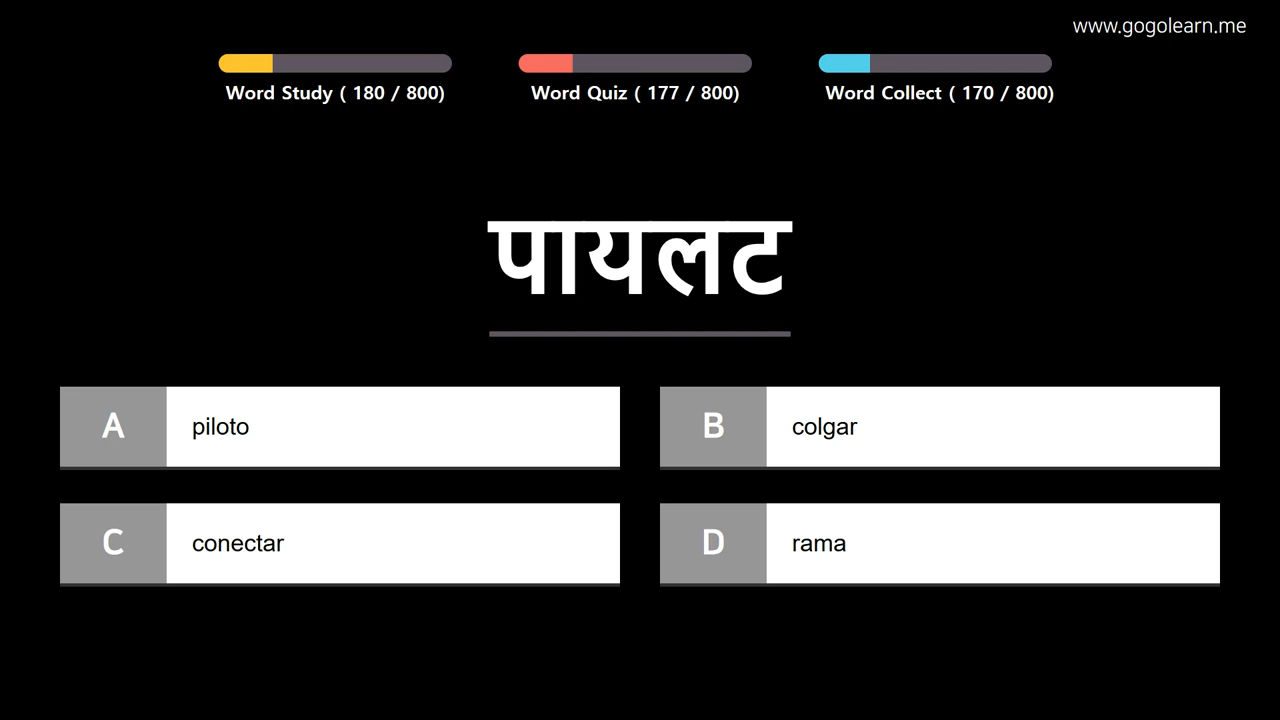 www.gogolearn.me
Word Study ( 180 / 800)
Word Quiz ( 177 / 800)
Word Collect ( 170 / 800)
पायलट
A piloto
B colgar
C conectar
D rama